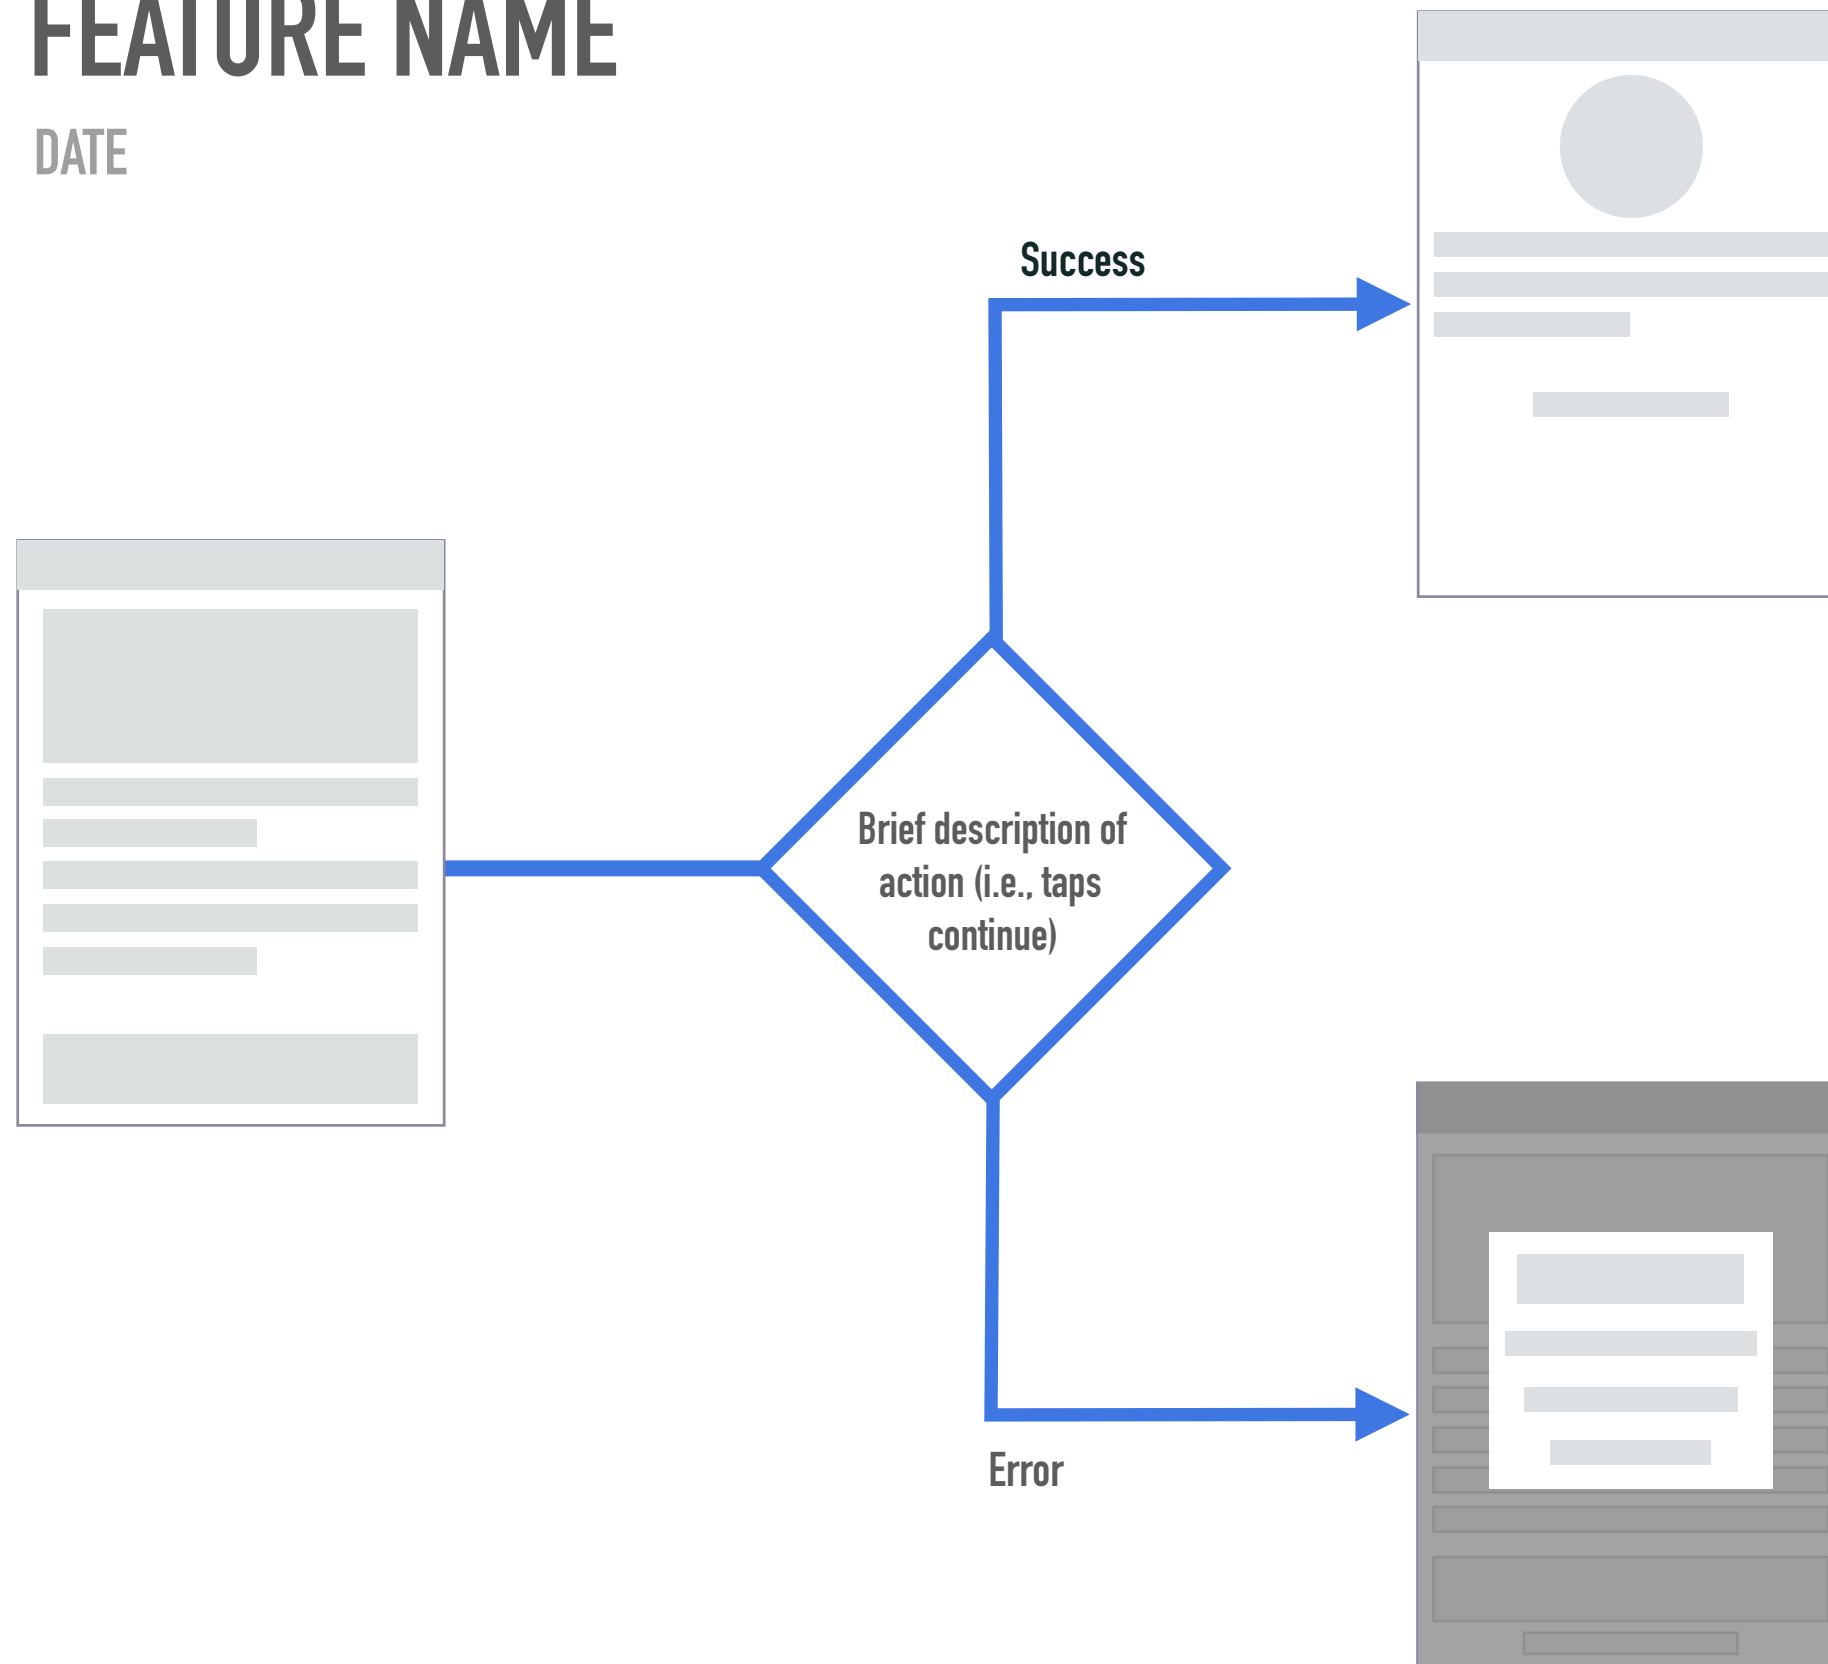 FEATURE NAME
DATE
Success
Brief description of
action (i.e., taps
continue)
Error